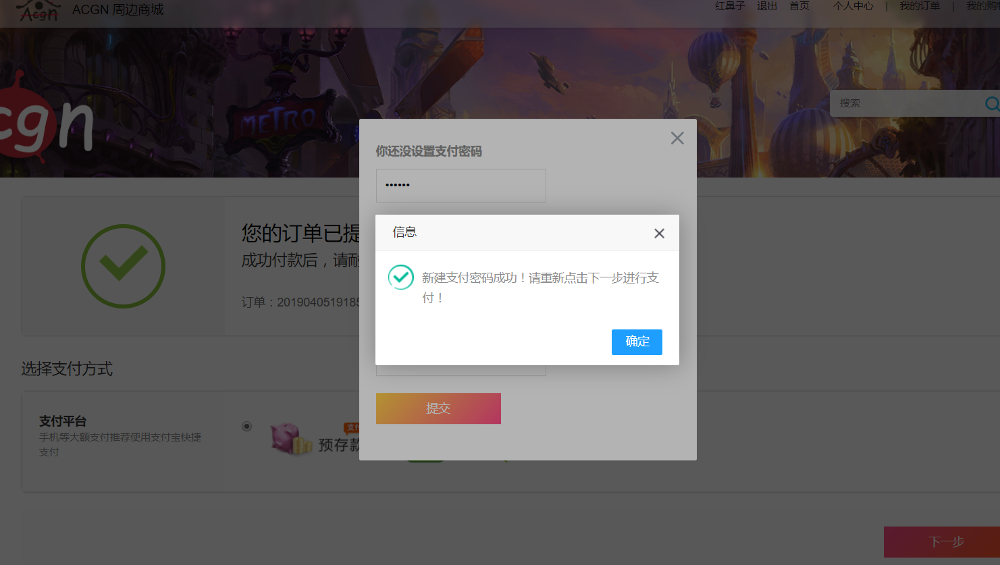 Acgn
ACGN 周边商城
红鼻子 退出 首页 个人中心 | 我的订单 | 我的购
METRO
cgn
搜索
你还没设置支付密码
••••••
您的订单已提
成功付款后，请耐
订单：2019040519185
信息
新建支付密码成功！请重新点击下一步进行支
付！
确定
选择支付方式
提交
支付平台
手机等大额支付推荐使用支付宝快捷
支付
预存款
下一步